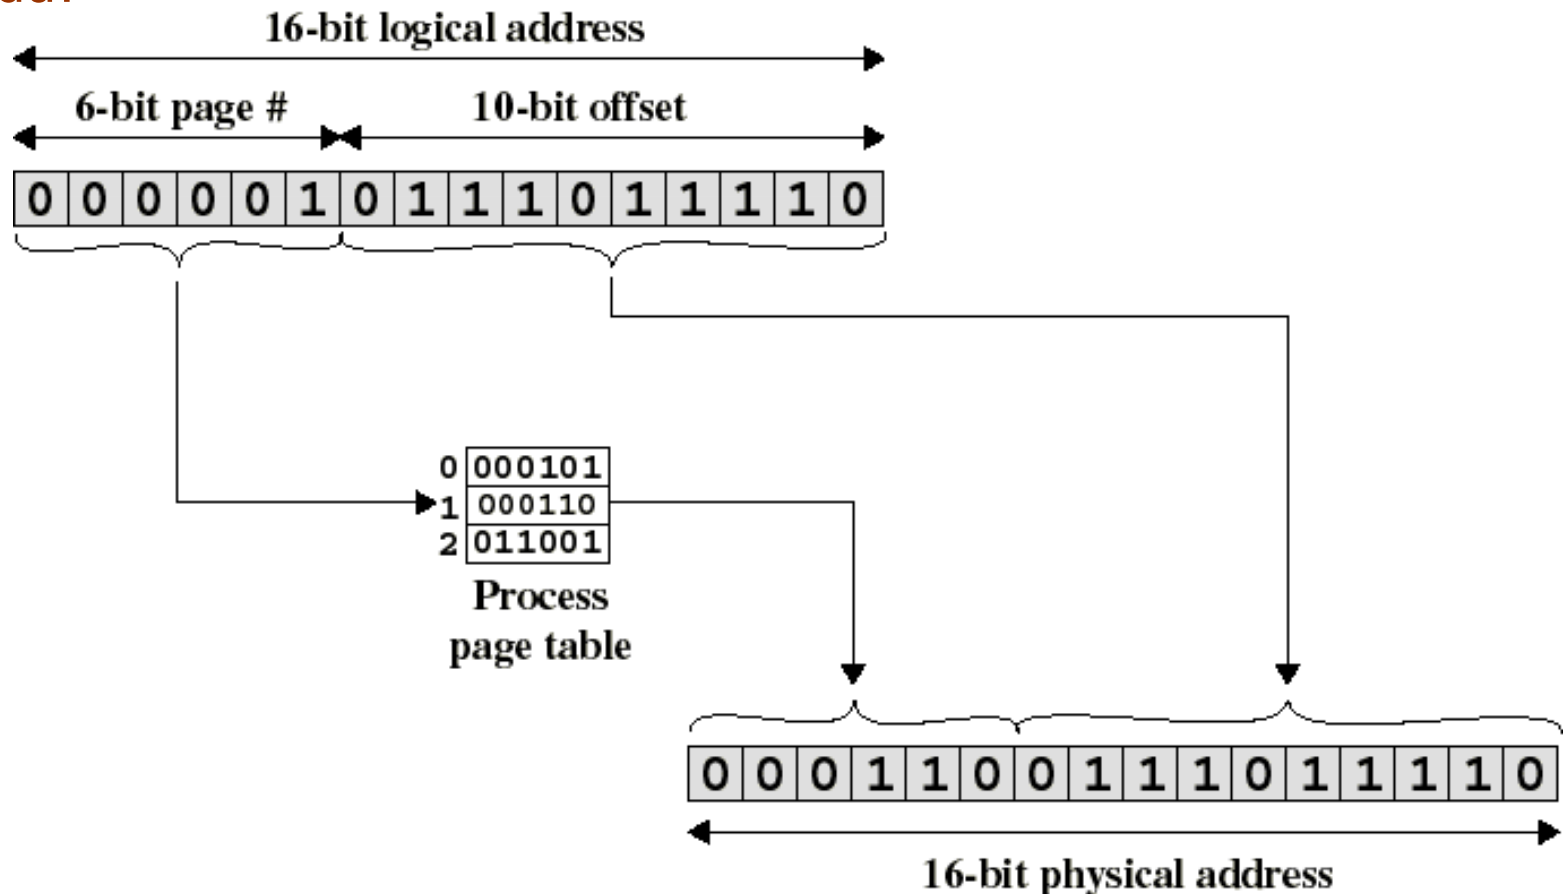 16-bit logical address
6-bit page # 10-bit offset
0 0 0 0 0 1 0 1 1 1 0 1 1 1 1 0
0 000101
1 000110
2 011001
Process
page table
0 0 0 1 1 0 0 1 1 1 0 1 1 1 1 0
16-bit physical address